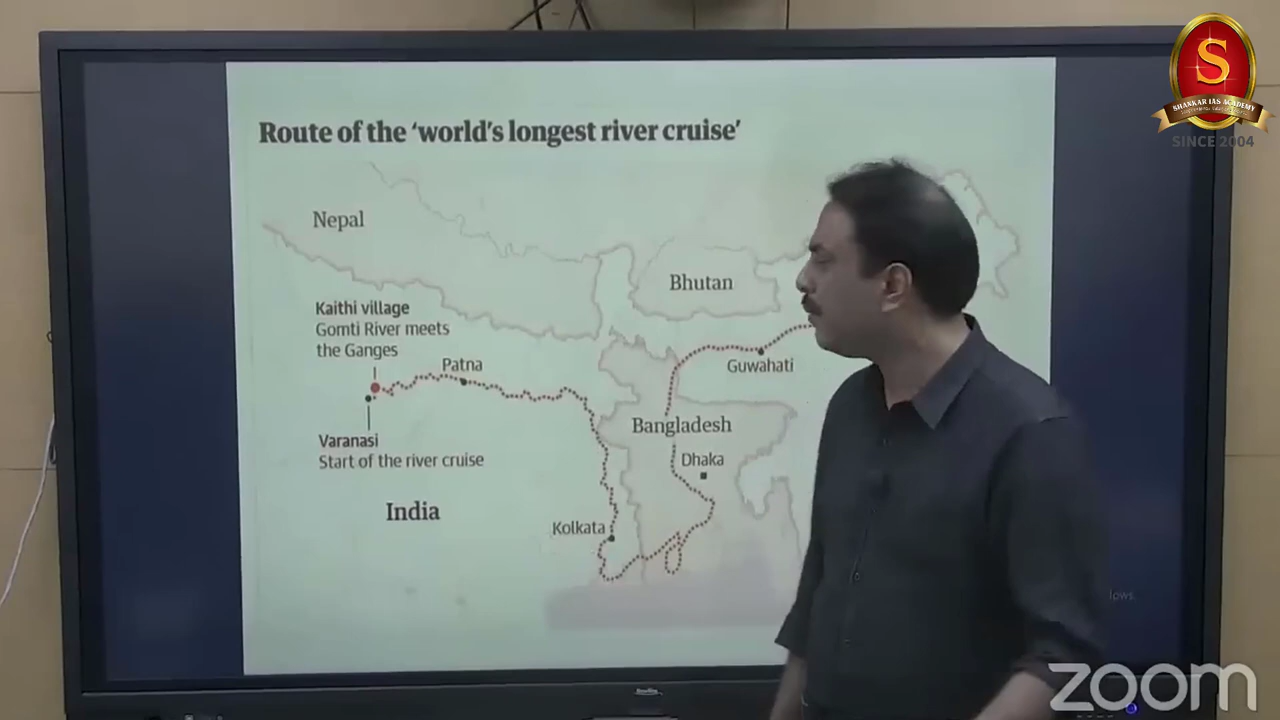 Route of the ‘world’s longest river cruise’
Nepal
Bhutan
Kaithi village
Gomti River meets
the Ganges
Patna
Guwahati
Bangladesh
Varanasi
Start of the river cruise
Dhaka
India
Kolkata
S
SHANKAR IAS ACADEMY
SINCE 2004
lows.
zoom